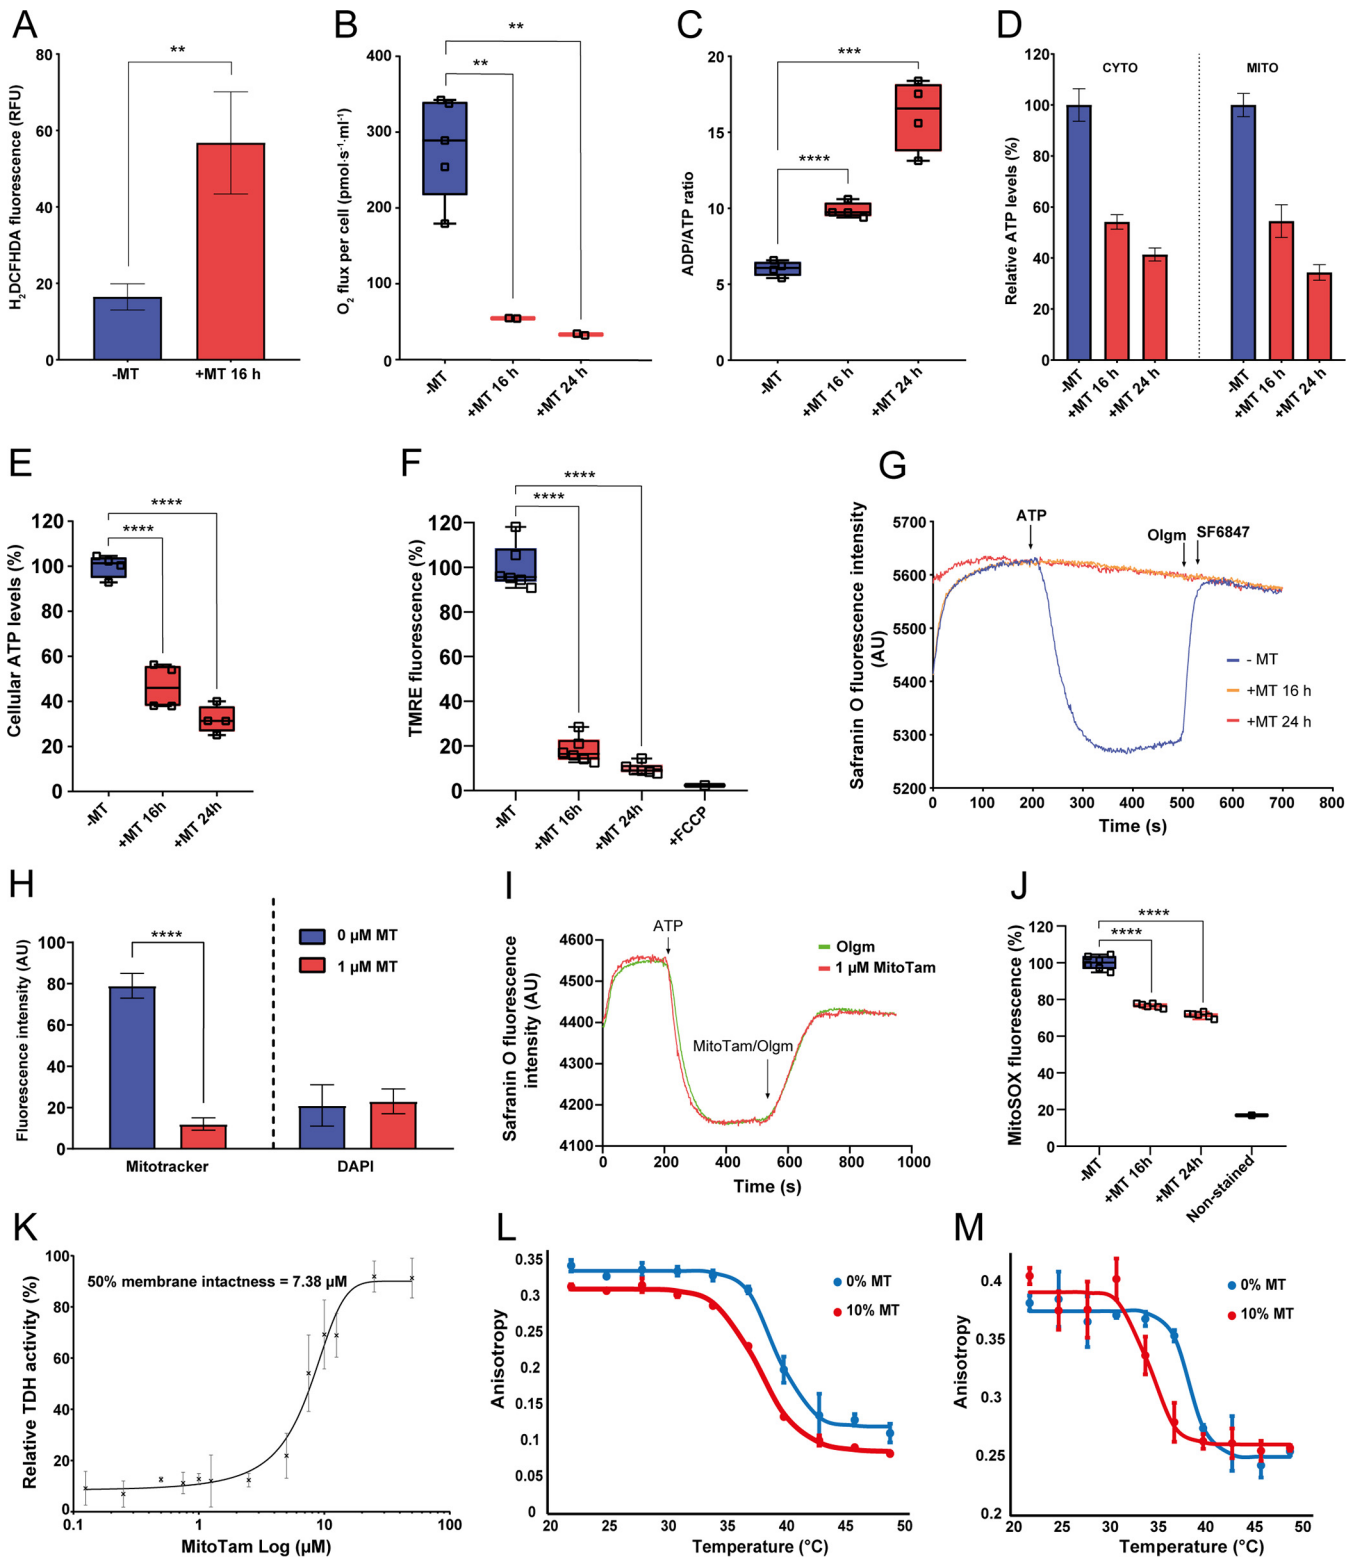 A
H2DCFHDA fluorescence (RFU)
80
60
40
20
0
**
-MT
+MT 16 h
B
O2 flux per cell (pmol·s-1·ml-1)
400
300
200
100
0
**
**
-MT
+MT 16 h
+MT 24 h
C
ADP/ATP ratio
20
15
10
5
0
***
****
-MT
+MT 16 h
+MT 24 h
D
Relative ATP levels (%)
120
100
80
60
40
20
0
CYTO
MITO
-MT
+MT 16 h
+MT 24 h
-MT
+MT 16 h
+MT 24 h
E
Cellular ATP levels (%)
120
100
80
60
40
20
0
****
****
-MT
+MT 16h
+MT 24h
F
TMRE fluorescence (%)
120
100
80
60
40
20
0
****
****
-MT
+MT 16h
+MT 24h
+FCCP
G
Safranin O fluorescence intensity
(AU)
5700
5600
5500
5400
5300
5200
ATP
Olgm
SF6847
- MT
+MT 16 h
+MT 24 h
0 100 200 300 400 500 600 700 800
Time (s)
H
Fluorescence intensity (AU)
100
80
60
40
20
0
****
0 µM MT
1 µM MT
Mitotracker
DAPI
I
Safranin O fluorescence
intensity (AU)
4600
4400
4300
4200
4100
ATP
Olgm
1 µM MitoTam
MitoTam/Olgm
0 200 400 600 800 1000
Time (s)
J
MitoSOX fluorescence (%)
120
100
80
60
40
20
0
****
****
-MT
+MT 16h
+MT 24h
Non-stained
K
Relative TDH activity (%)
100
80
60
40
20
0
50% membrane intactness = 7.38 µM
0.1 1 10 100
MitoTam Log (µM)
L
Anisotropy
0.35
0.3
0.25
0.2
0.15
0.1
0.05
0
0% MT
10% MT
20 25 30 35 40 45 50
Temperature (°C)
M
Anisotropy
0.4
0.35
0.3
0.25
0.2
0% MT
10% MT
20 25 30 35 40 45 50
Temperature (°C)